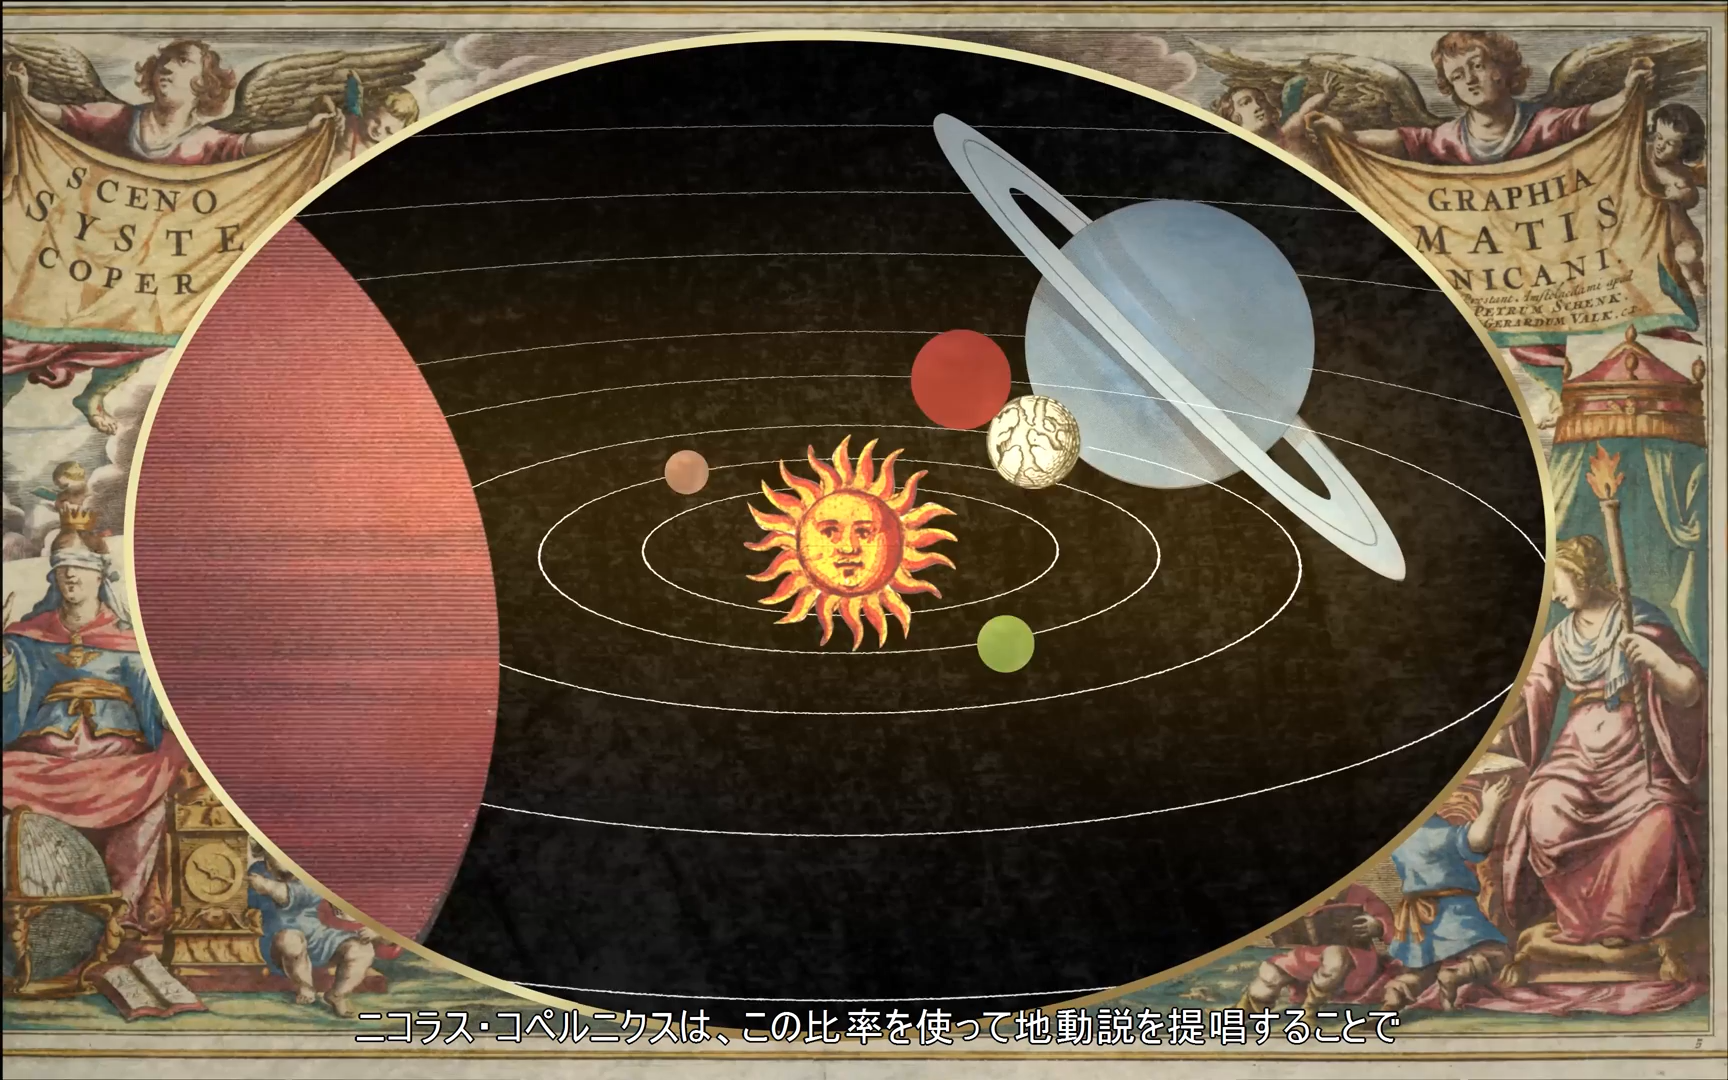 SCENO
SYSTE
COPER
GRAPHIA
MATIS
NICANI.
PETRUM SCHENK.
GERARDUM VALK. C.P.
ニコラス・コペルニクスは、この比率を使って地動説を提唱することで